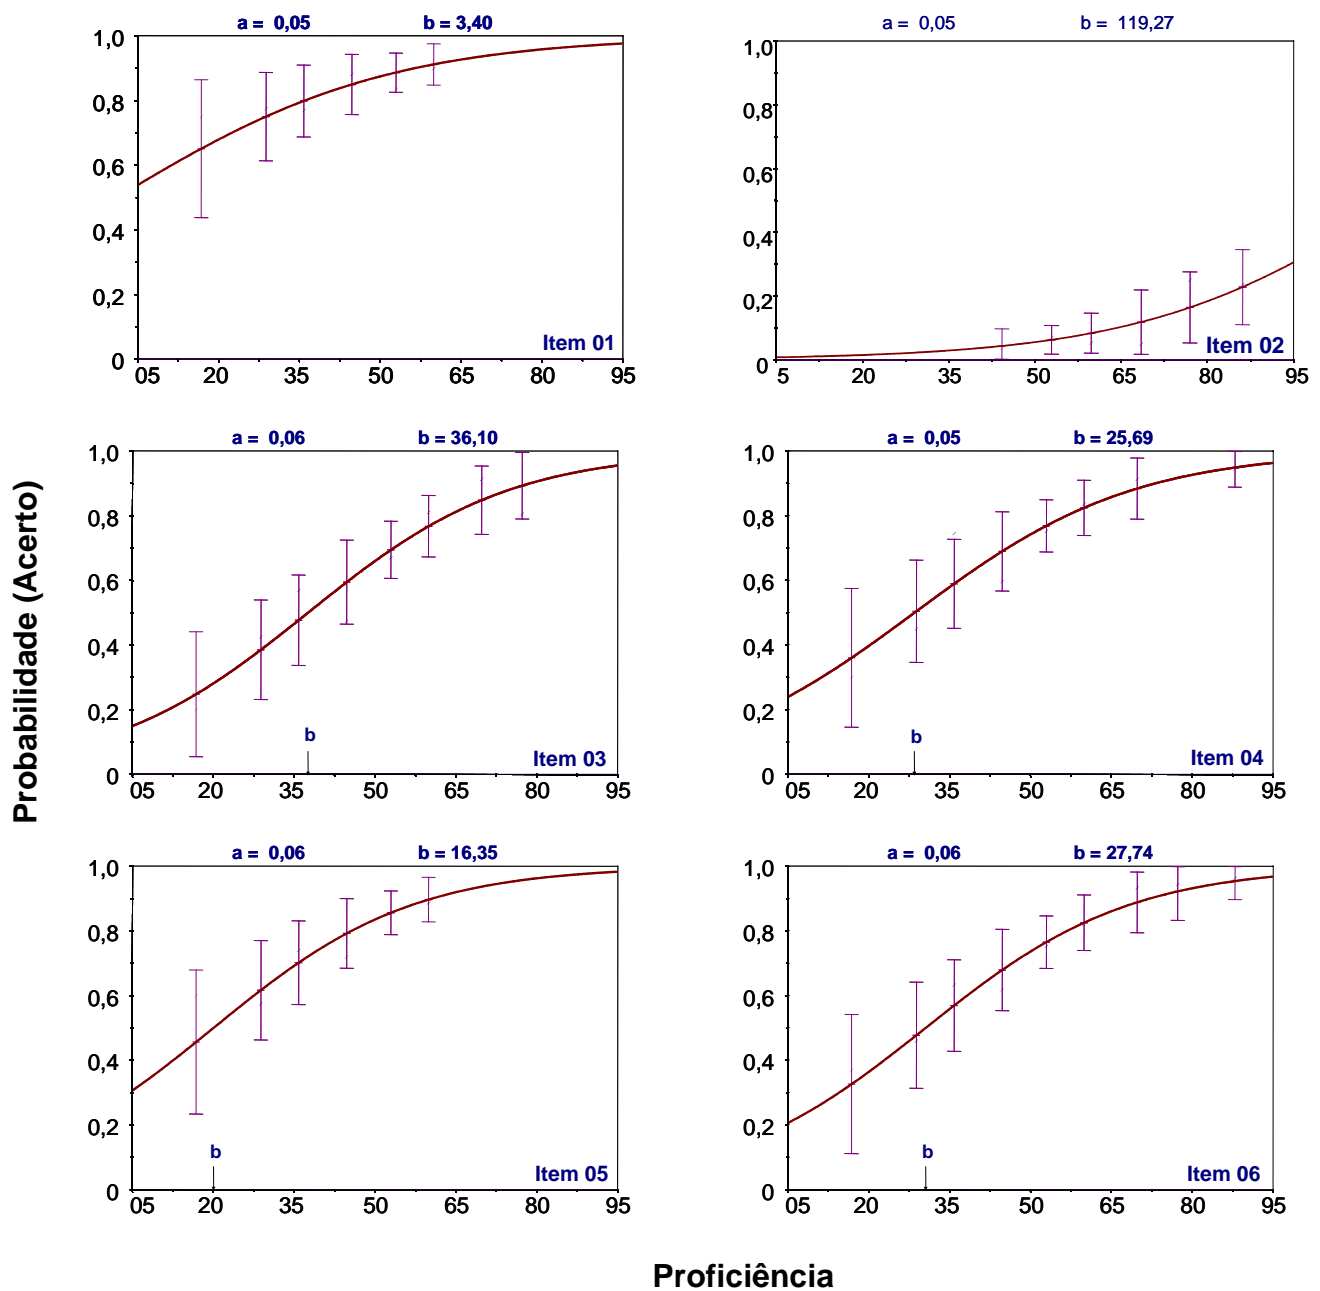 a = 0,05 b = 3,40
1,0
0,8
0,6
0,4
0,2
0
Item 01
05 20 35 50 65 80 95
a = 0,05 b = 119,27
1,0
0,8
0,6
0,4
0,2
0
Item 02
5 20 35 50 65 80 95
Probabilidade (Acerto)
a = 0,06 b = 36,10
1,0
0,8
0,6
0,4
0,2
0
b
Item 03
05 20 35 50 65 80 95
a = 0,05 b = 25,69
1,0
0,8
0,6
0,4
0,2
0
b
Item 04
05 20 35 50 65 80 95
a = 0,06 b = 16,35
1,0
0,8
0,6
0,4
0,2
0
b
Item 05
05 20 35 50 65 80 95
a = 0,06 b = 27,74
1,0
0,8
0,6
0,4
0,2
0
b
Item 06
05 20 35 50 65 80 95
Proficiência